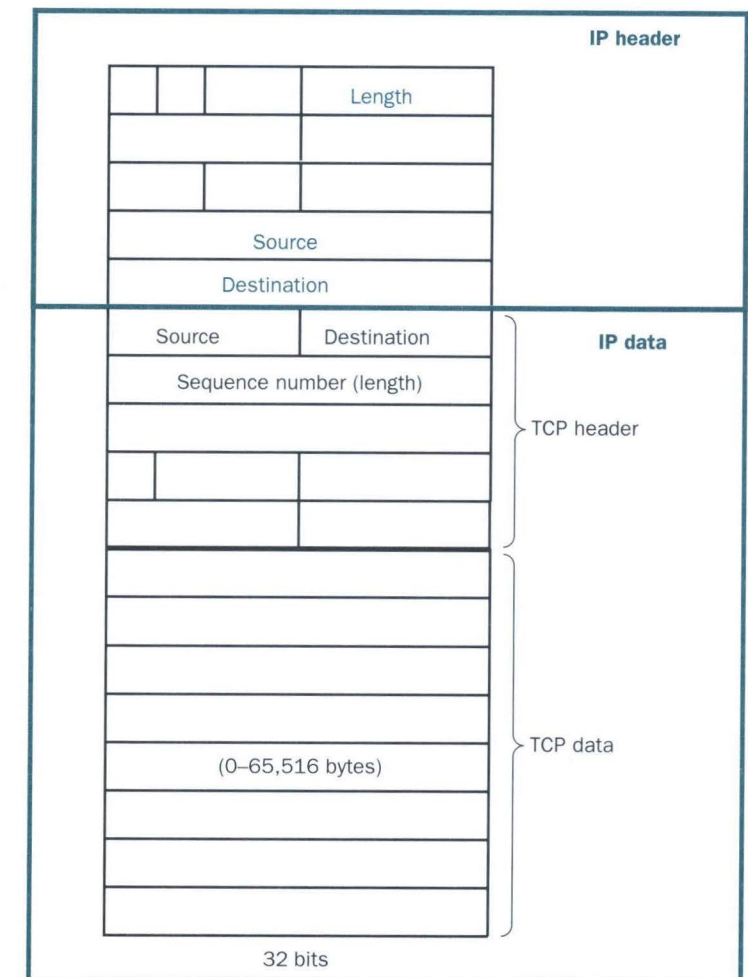 IP header
Length
Source
Destination
Source Destination
IP data
Sequence number (length)
TCP header
TCP data
(0–65,516 bytes)
32 bits